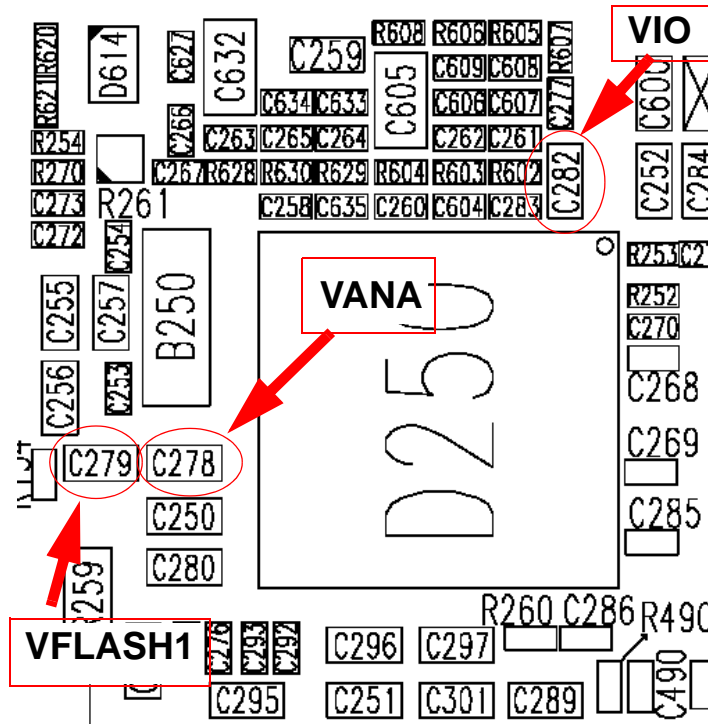 VIO
R608 R606 R605
R620 R621 D614 C627 C632 C259 C605 C609 C608 R607
C634 C633 C606 C607 C277
C266 C263 C265 C264 C262 C261
R254
R270 C267 R628 R630 R629 R604 R603 R602 C282 C252 C284
C273 R261 C258 C635 C260 C604 C283
C272 C254
R253
VANA
C255 C257 B250 D250 R252
C270
C256 C253 C268
C279 C278 C269
C250 C285
C280
C259
R260 C286 R490
VFLASH1
C276 C293 C292 C296 C297 C490
C295 C251 C301 C289